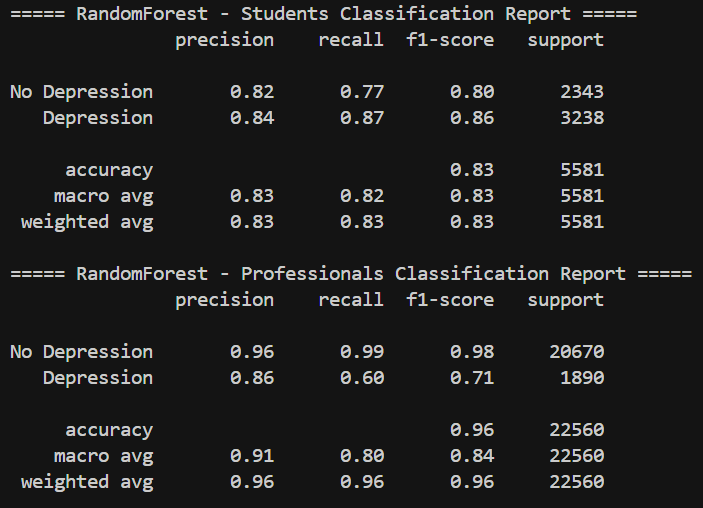 ===== RandomForest - Students Classification Report =====
precision recall f1-score support
No Depression 0.82 0.77 0.80 2343
Depression 0.84 0.87 0.86 3238
accuracy 0.83 5581
macro avg 0.83 0.82 0.83 5581
weighted avg 0.83 0.83 0.83 5581
===== RandomForest - Professionals Classification Report =====
precision recall f1-score support
No Depression 0.96 0.99 0.98 20670
Depression 0.86 0.60 0.71 1890
accuracy 0.96 22560
macro avg 0.91 0.80 0.84 22560
weighted avg 0.96 0.96 0.96 22560